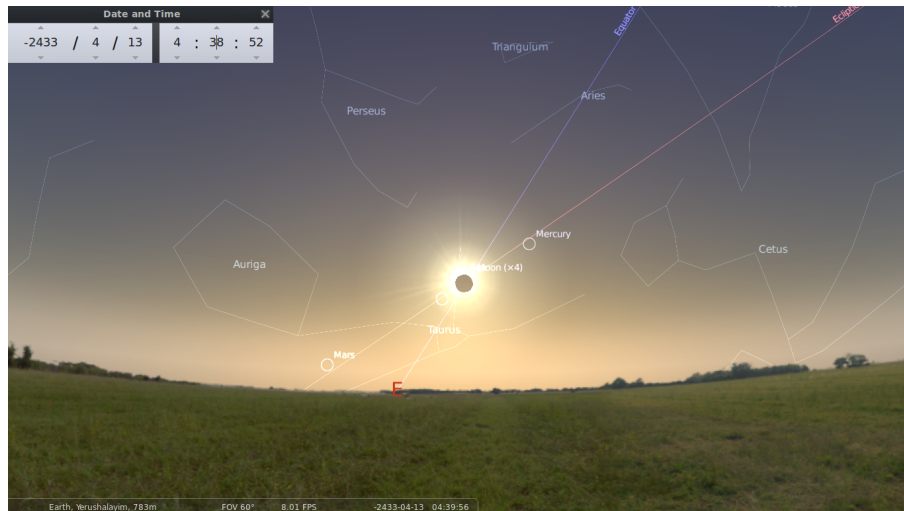 Date and Time
-2433 / 4 / 13 4 : 38 : 52
Equator
Ecliptic
Triangulum
Aries
Perseus
Mercury
Cetus
Auriga
Moon (×4)
Taurus
Mars
E
Earth, Yerushalayim, 783m FOV 60° 8.01 FPS -2433-04-13 04:39:56